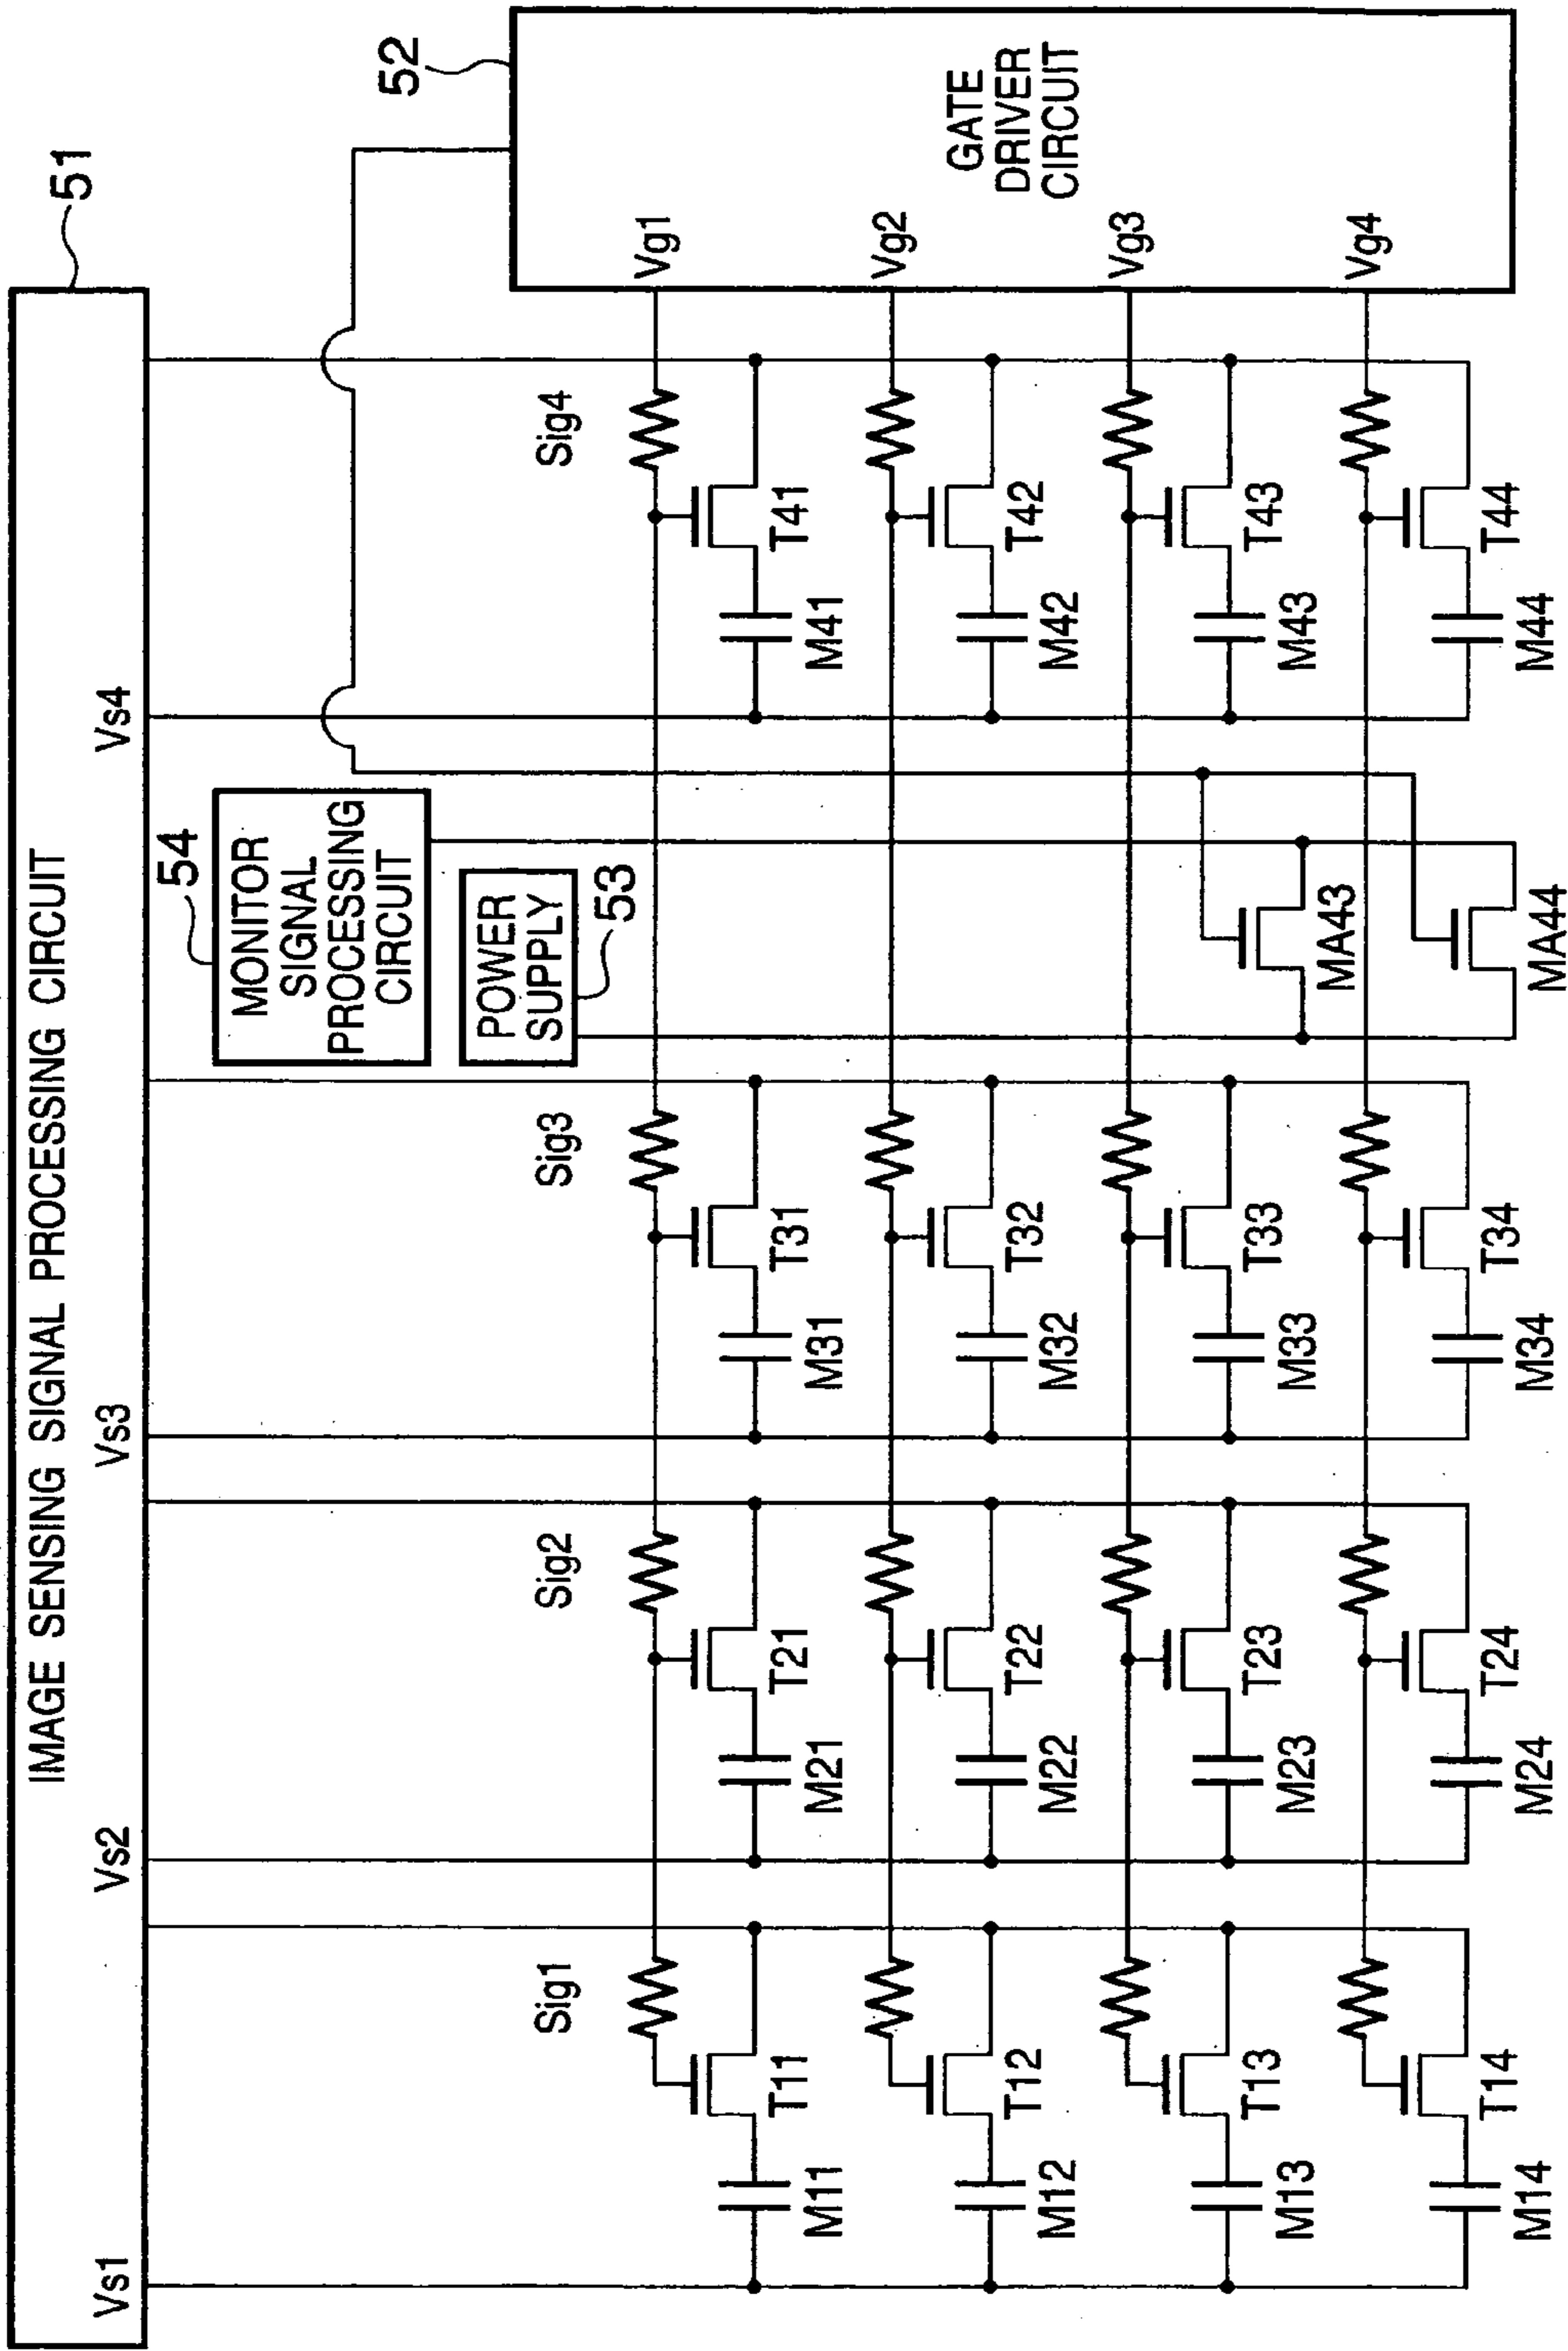 IMAGE SENSING SIGNAL PROCESSING CIRCUIT
51
Vs1
Vs2
Vs3
Vs4
54
MONITOR
SIGNAL
PROCESSING
CIRCUIT
52
POWER
SUPPLY
53
GATE
DRIVER
CIRCUIT
Sig1
Sig2
Sig3
Sig4
Vg1
T11
T21
T31
T41
M11
M21
M31
M41
Vg2
T12
T22
T32
T42
M12
M22
M32
M42
Vg3
T13
T23
T33
T43
M13
M23
M33
M43
MA43
Vg4
T14
T24
T34
T44
M14
M24
M34
MA44
M44